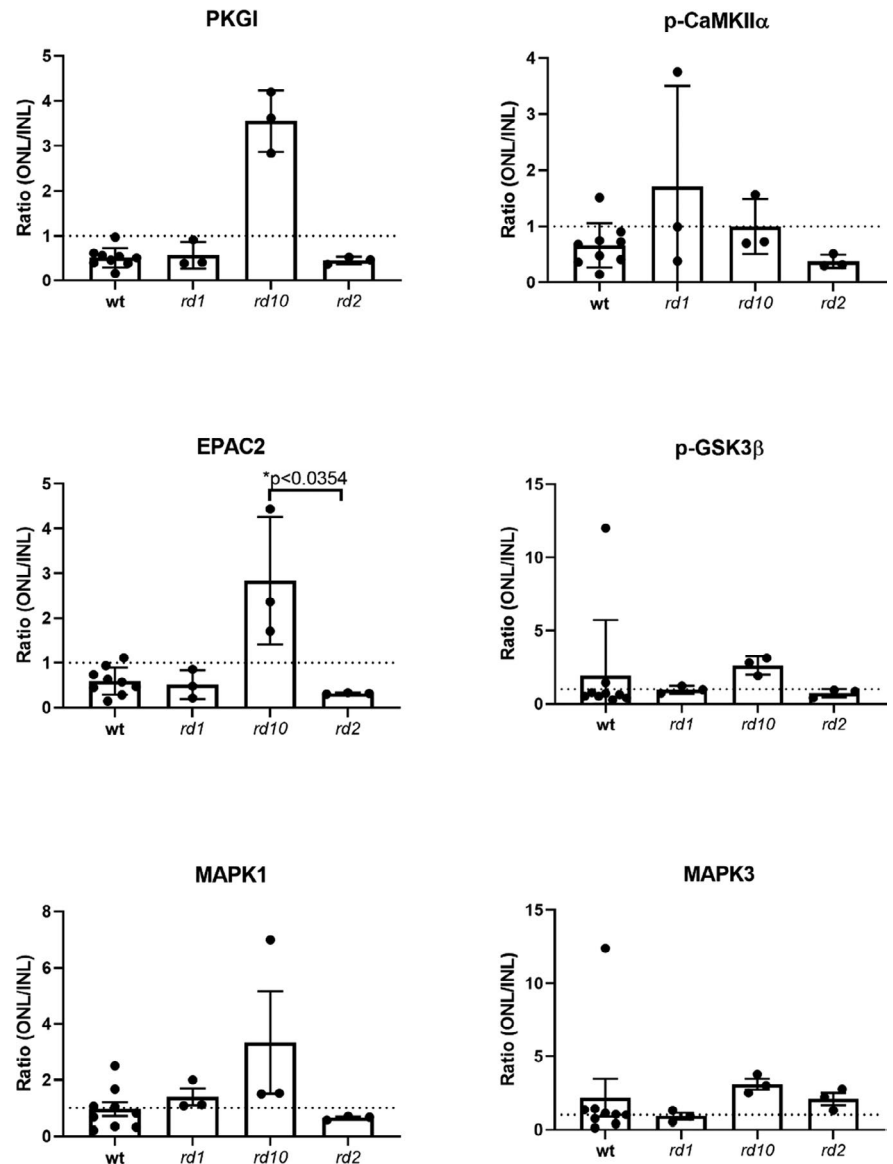 PKGI
Ratio (ONL/INL)
5
4
3
2
1
0
wt rd1 rd10 rd2
p-CaMKIIα
Ratio (ONL/INL)
4
3
2
1
0
wt rd1 rd10 rd2
EPAC2
*p<0.0354
Ratio (ONL/INL)
5
4
3
2
1
0
wt rd1 rd10 rd2
p-GSK3β
Ratio (ONL/INL)
15
10
5
0
wt rd1 rd10 rd2
MAPK1
Ratio (ONL/INL)
8
6
4
2
0
wt rd1 rd10 rd2
MAPK3
Ratio (ONL/INL)
15
10
5
0
wt rd1 rd10 rd2